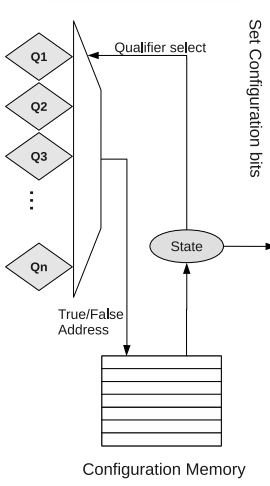 Q1
Q2
Q3
...
Qn
Qualifier select
Set Configuration bits
State
True/False
Address
Configuration Memory